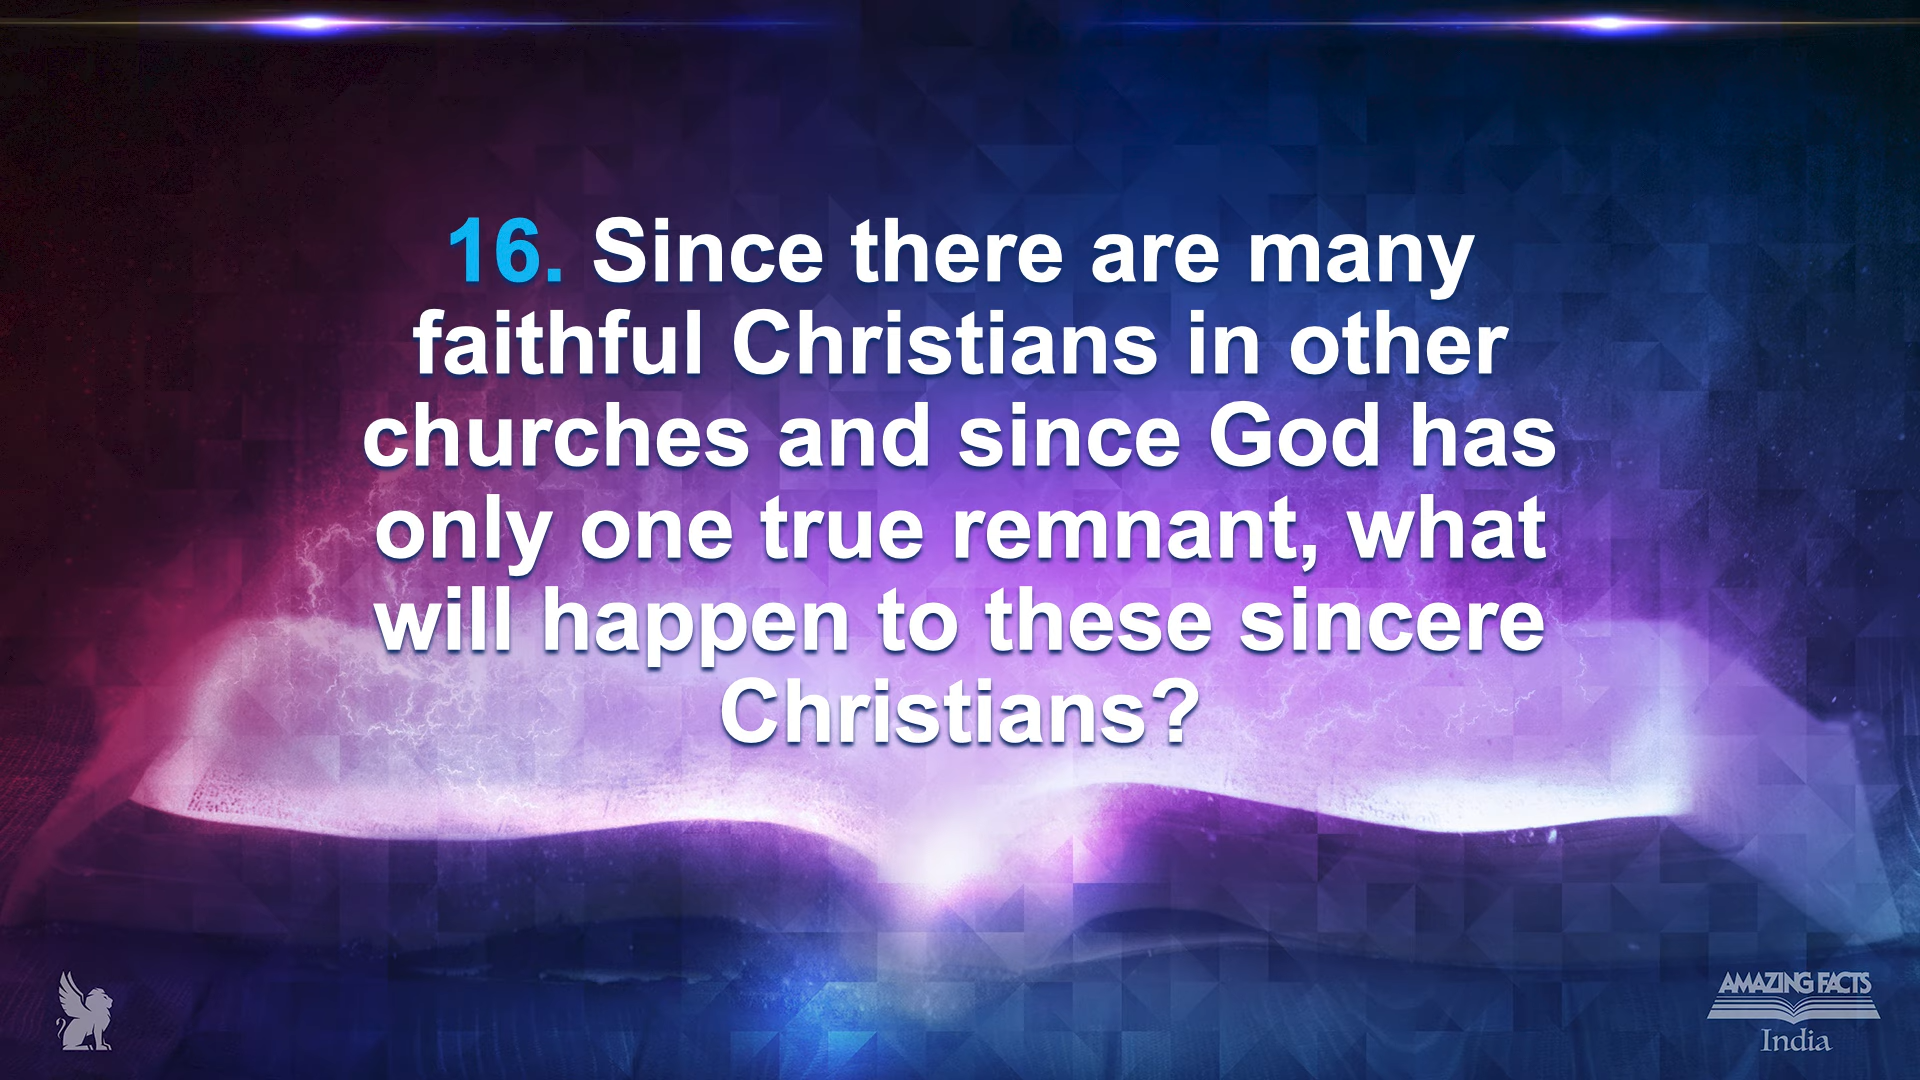 16. Since there are many
faithful Christians in other
churches and since God has
only one true remnant, what
will happen to these sincere
Christians?
AMAZING FACTS
India